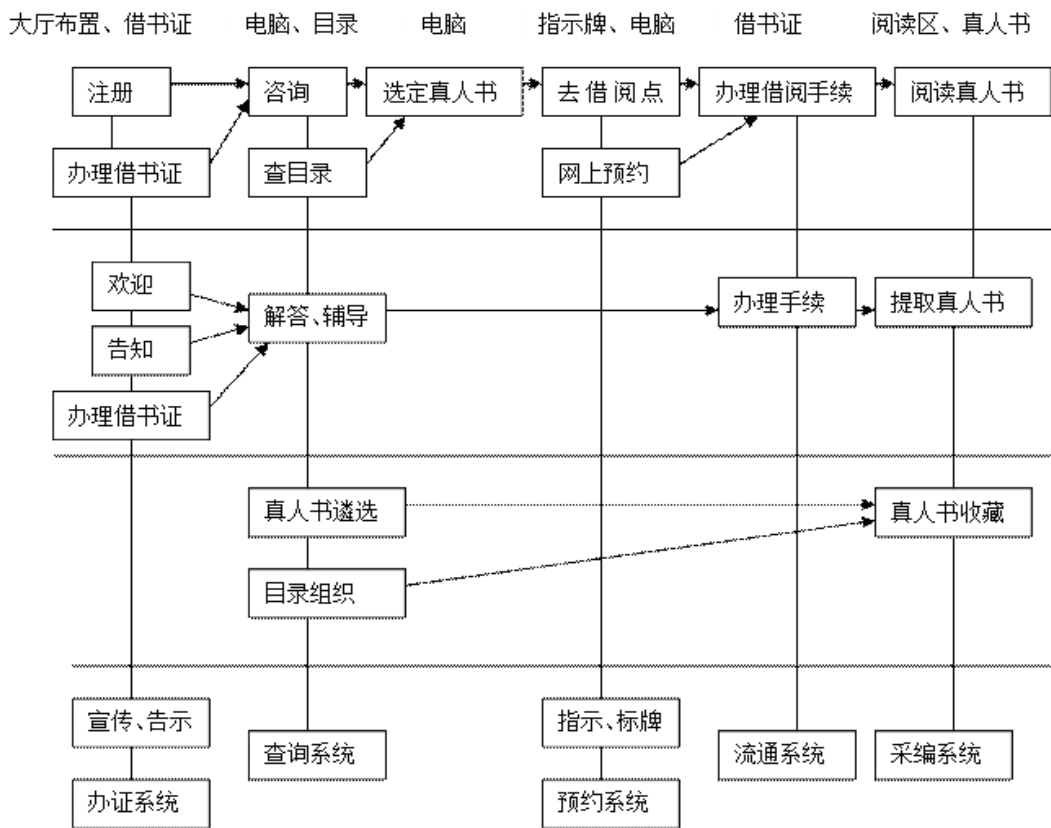 大厅布置、借书证 电脑、目录 电脑 指示牌、电脑 借书证 阅读区、真人书
注册 咨询 选定真人书 去借阅点 办理借阅手续 阅读真人书
办理借书证 查目录 网上预约
欢迎
解答、辅导 办理手续 提取真人书
告知
办理借书证
真人书遴选 真人书收藏
目录组织
宣传、告示 指示、标牌
查询系统 流通系统 采编系统
办证系统 预约系统